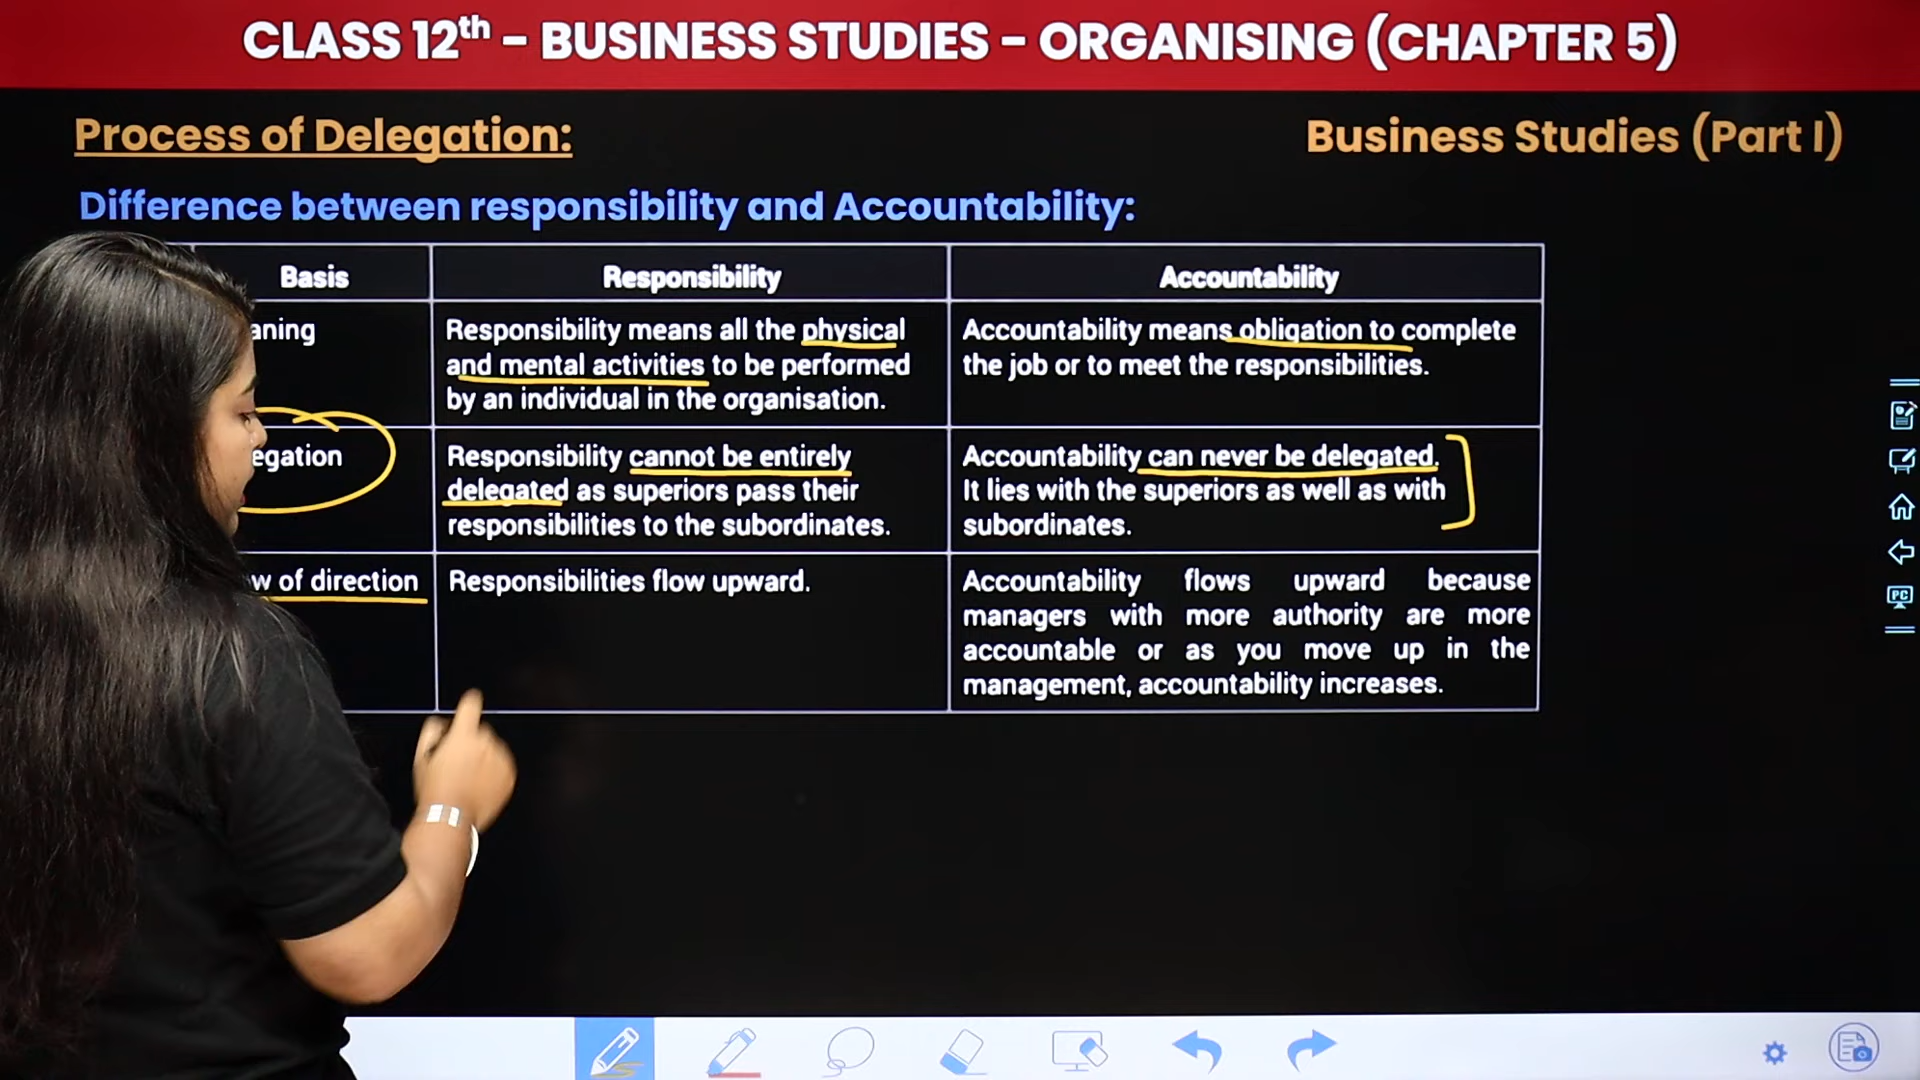 CLASS 12th - BUSINESS STUDIES - ORGANISING (CHAPTER 5)
Process of Delegation:
Business Studies (Part I)
Difference between responsibility and Accountability:
Basis
Responsibility
Accountability
aning
Responsibility means all the physical
and mental activities to be performed
by an individual in the organisation.
Accountability means obligation to complete
the job or to meet the responsibilities.
egation
Responsibility cannot be entirely
delegated as superiors pass their
responsibilities to the subordinates.
Accountability can never be delegated.
It lies with the superiors as well as with
subordinates.
w of direction
Responsibilities flow upward.
Accountability flows upward because
managers with more authority are more
accountable or as you move up in the
management, accountability increases.
PC